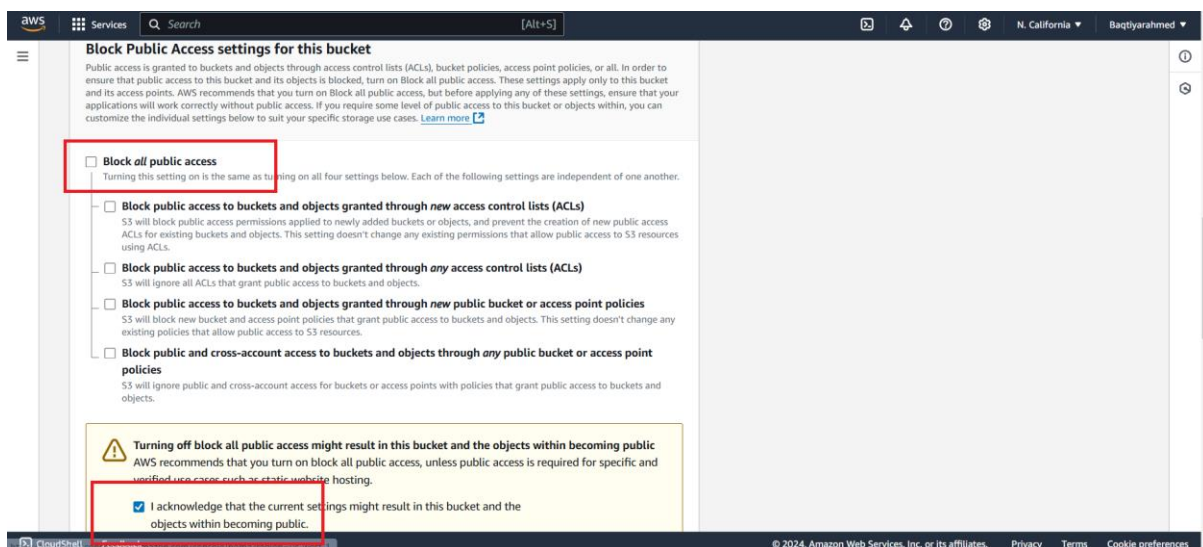 aws
Services
Search
[Alt+S]
N. California
Baqtiyarahmed
Block Public Access settings for this bucket
Public access is granted to buckets and objects through access control lists (ACLs), bucket policies, access point policies, or all. In order to
ensure that public access to this bucket and its objects is blocked, turn on Block all public access. These settings apply only to this bucket
and its access points. AWS recommends that you turn on Block all public access, but before applying any of these settings, ensure that your
applications will work correctly without public access. If you require some level of public access to this bucket or objects within, you can
customize the individual settings below to suit your specific storage use cases. Learn more
Block all public access
Turning this setting on is the same as turning on all four settings below. Each of the following settings are independent of one another.
Block public access to buckets and objects granted through new access control lists (ACLs)
S3 will block public access permissions applied to newly added buckets or objects, and prevent the creation of new public access
ACLs for existing buckets and objects. This setting doesn't change any existing permissions that allow public access to S3 resources
using ACLs.
Block public access to buckets and objects granted through any access control lists (ACLs)
S3 will ignore all ACLs that grant public access to buckets and objects.
Block public access to buckets and objects granted through new public bucket or access point policies
S3 will block new bucket and access point policies that grant public access to buckets and objects. This setting doesn't change any
existing policies that allow public access to S3 resources.
Block public and cross-account access to buckets and objects through any public bucket or access point
policies
S3 will ignore public and cross-account access for buckets or access points with policies that grant public access to buckets and
objects.
Turning off block all public access might result in this bucket and the objects within becoming public
AWS recommends that you turn on block all public access, unless public access is required for specific and
verified use cases such as static website hosting.
I acknowledge that the current settings might result in this bucket and the
objects within becoming public.
CloudShell
Feedback
© 2024, Amazon Web Services, Inc. or its affiliates.
Privacy
Terms
Cookie preferences